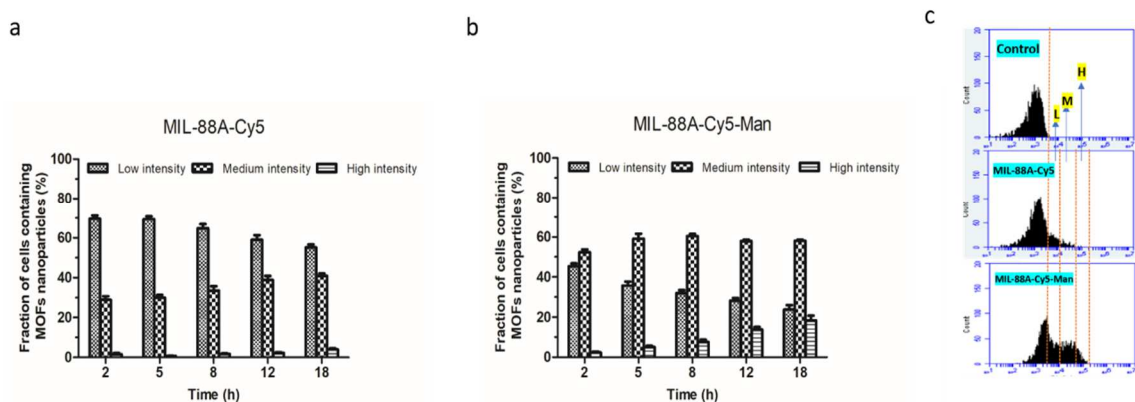 a
MIL-88A-Cy5
Low intensity Medium intensity High intensity
Fraction of cells containing
MOFs nanoparticles (%)
100
80
60
40
20
0
2 5 8 12 18
Time (h)
b
MIL-88A-Cy5-Man
Low intensity Medium intensity High intensity
Fraction of cells containing
MOFs nanoparticles (%)
100
80
60
40
20
0
2 5 8 12 18
Time (h)
c
Control
L M H
Count
MIL-88A-Cy5
Count
MIL-88A-Cy5-Man
Count